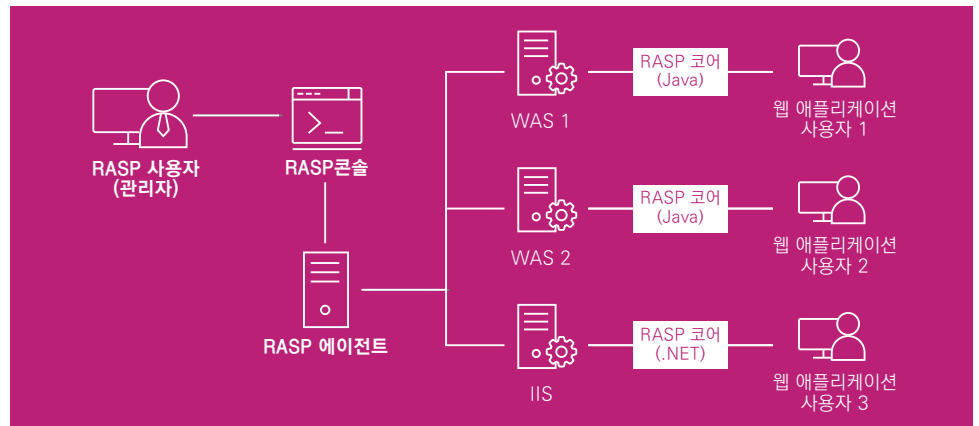 RASP 사용자
(관리자)
RASP콘솔
RASP 에이전트
WAS 1
RASP 코어
(Java)
웹 애플리케이션
사용자 1
WAS 2
RASP 코어
(Java)
웹 애플리케이션
사용자 2
IIS
RASP 코어
(.NET)
웹 애플리케이션
사용자 3